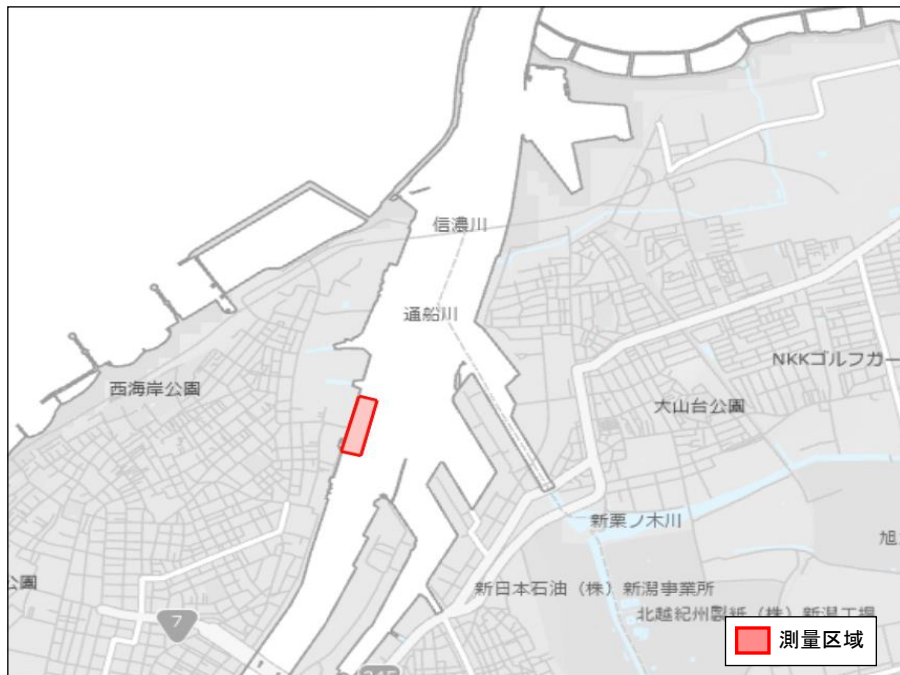 信濃川
通船川
NKKゴルフガー
西海岸公園
大山台公園
新栗ノ木川
旭
公園
新日本石油（株）新潟事業所
北越紀州製紙（株）新潟工場
7
345
測量区域